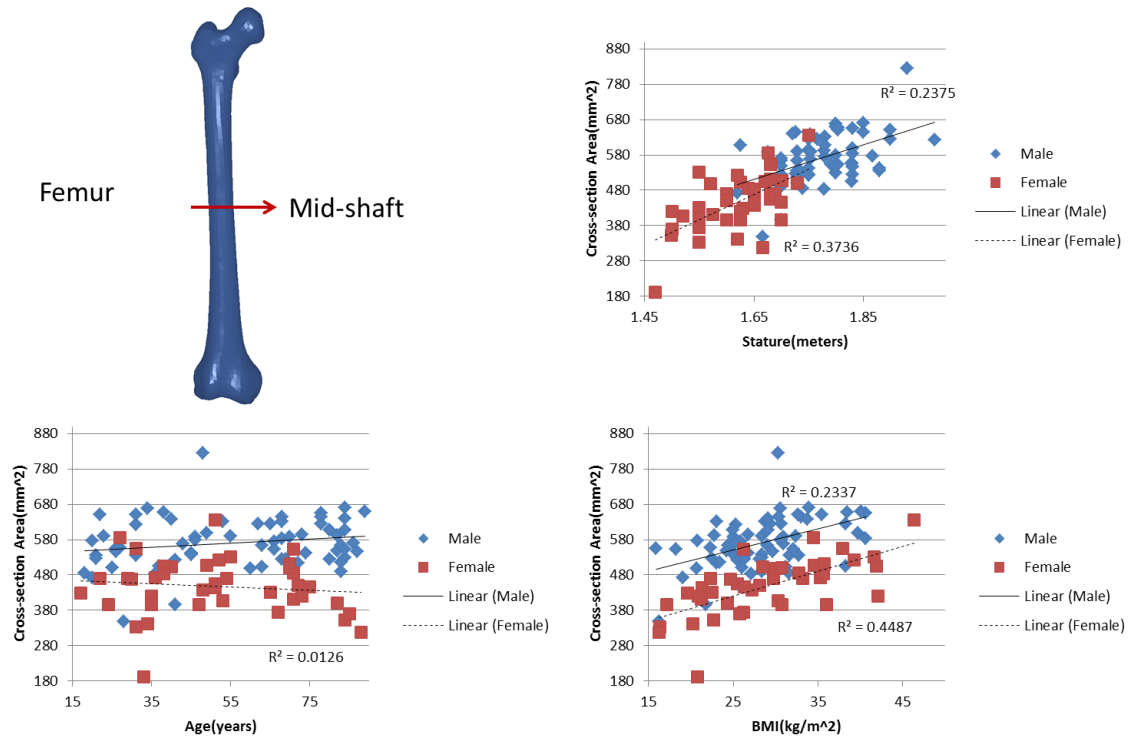 Femur
Mid-shaft
Cross-section Area(mm^2)
880
780
680
580
480
380
280
180
R² = 0.2375
R² = 0.3736
1.45
1.65
1.85
Stature(meters)
Male
Female
Linear (Male)
Linear (Female)
Cross-section Area(mm^2)
880
780
680
580
480
380
280
180
R² = 0.0126
15
35
55
75
Age(years)
Male
Female
Linear (Male)
Linear (Female)
Cross-section Area(mm^2)
880
780
680
580
480
380
280
180
R² = 0.2337
R² = 0.4487
15
25
35
45
BMI(kg/m^2)
Male
Female
Linear (Male)
Linear (Female)